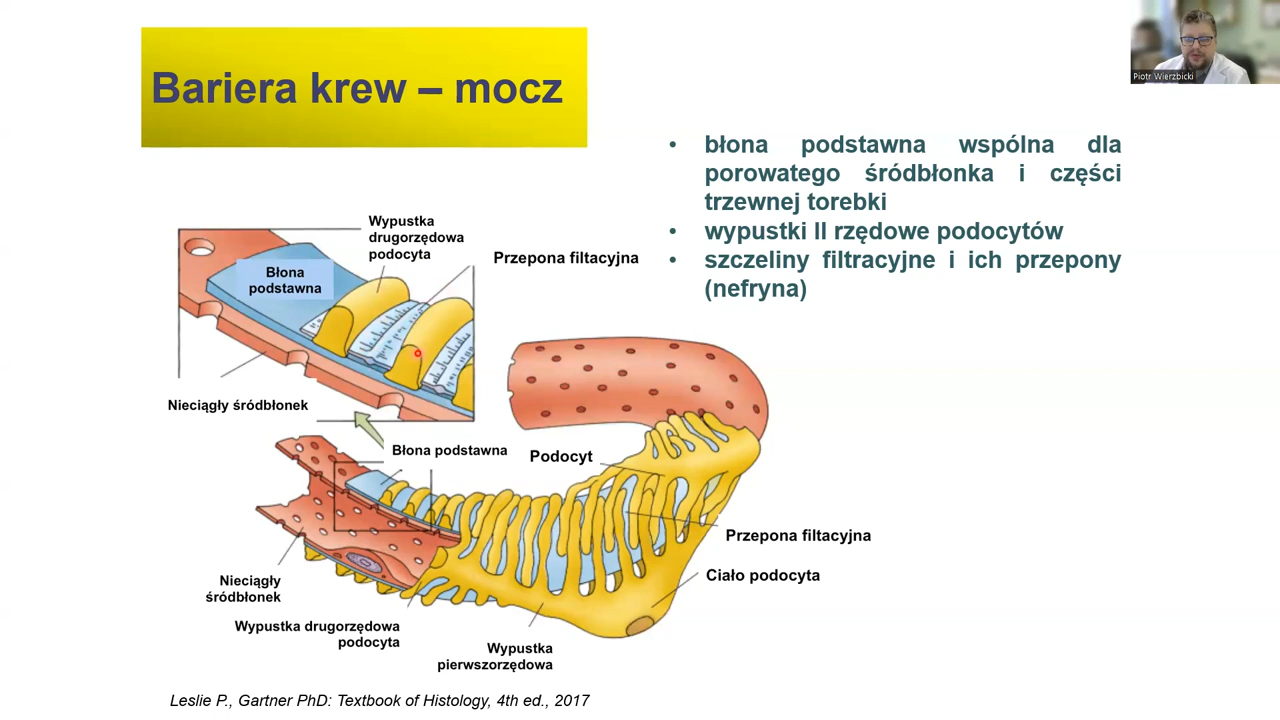 Bariera krew – mocz
Piotr Wierzbicki
• błona podstawna wspólna dla
porowatego śródbłonka i części
trzewnej torebki
• wypustki II rzędowe podocytów
• szczeliny filtracyjne i ich przepony
(nefryna)
Wypustka
drugorzędowa
podocyta
Przepona filtacyjna
Błona
podstawna
Nieciągły śródbłonek
Błona podstawna
Podocyt
Przepona filtacyjna
Ciało podocyta
Nieciągły
śródbłonek
Wypustka drugorzędowa
podocyta
Wypustka
pierwszorzędowa
Leslie P., Gartner PhD: Textbook of Histology, 4th ed., 2017